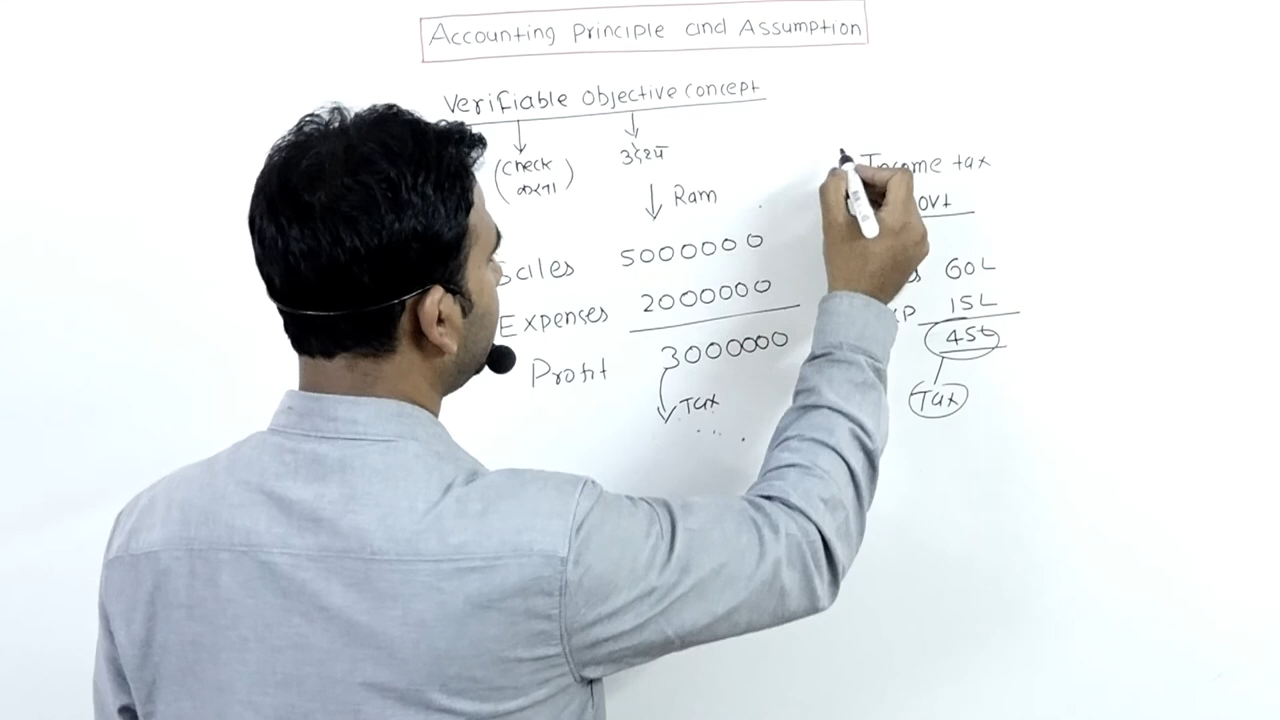 Accounting Principle and Assumption
Verifiable Objective concept
(Check करना)
उद्देश्य
Ram
Sales 5000000
Expenses 2000000
Profit 3000000
Tax
Income tax
60L
15L
45L
Tax